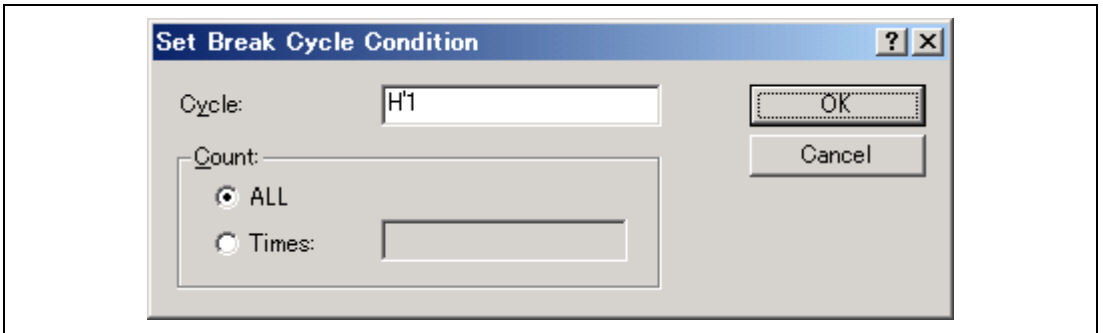 Set Break Cycle Condition
Cycle: H'1 OK
Count: Cancel
ALL
Times: